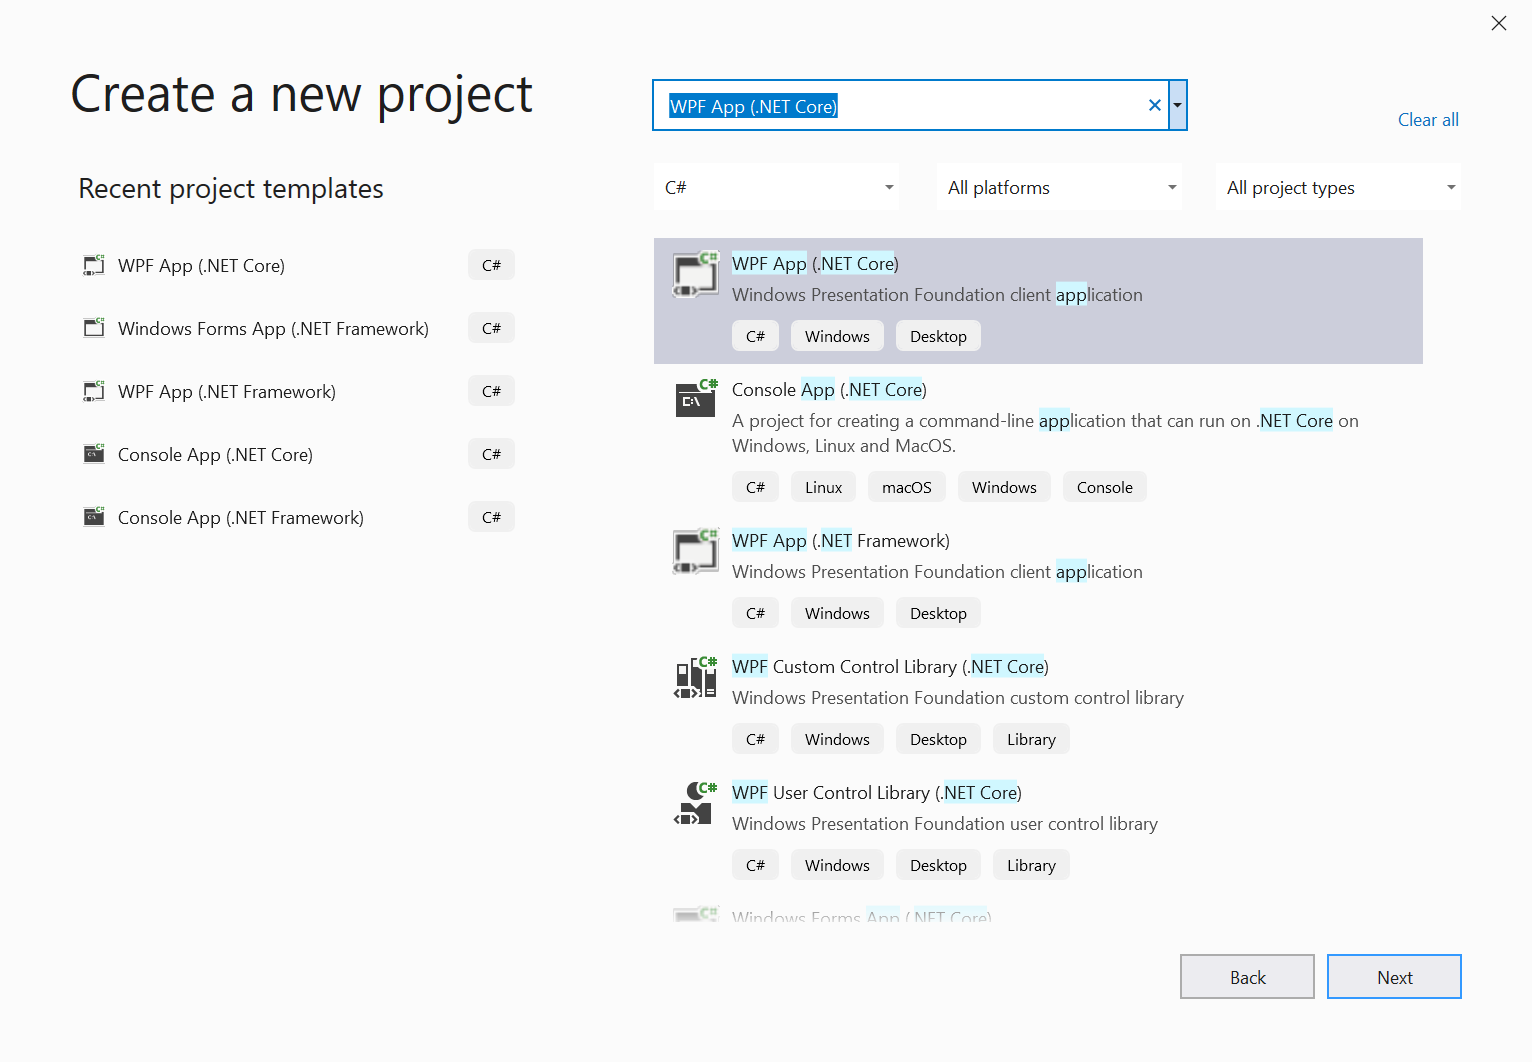 Create a new project
WPF App (.NET Core)
Clear all
Recent project templates
C#
All platforms
All project types
WPF App (.NET Core) C#
Windows Forms App (.NET Framework) C#
WPF App (.NET Framework) C#
Console App (.NET Core) C#
Console App (.NET Framework) C#
WPF App (.NET Core)
Windows Presentation Foundation client application
C# Windows Desktop
Console App (.NET Core)
A project for creating a command-line application that can run on .NET Core on
Windows, Linux and MacOS.
C# Linux macOS Windows Console
WPF App (.NET Framework)
Windows Presentation Foundation client application
C# Windows Desktop
WPF Custom Control Library (.NET Core)
Windows Presentation Foundation custom control library
C# Windows Desktop Library
WPF User Control Library (.NET Core)
Windows Presentation Foundation user control library
C# Windows Desktop Library
Windows Forms App (.NET Core)
Back
Next